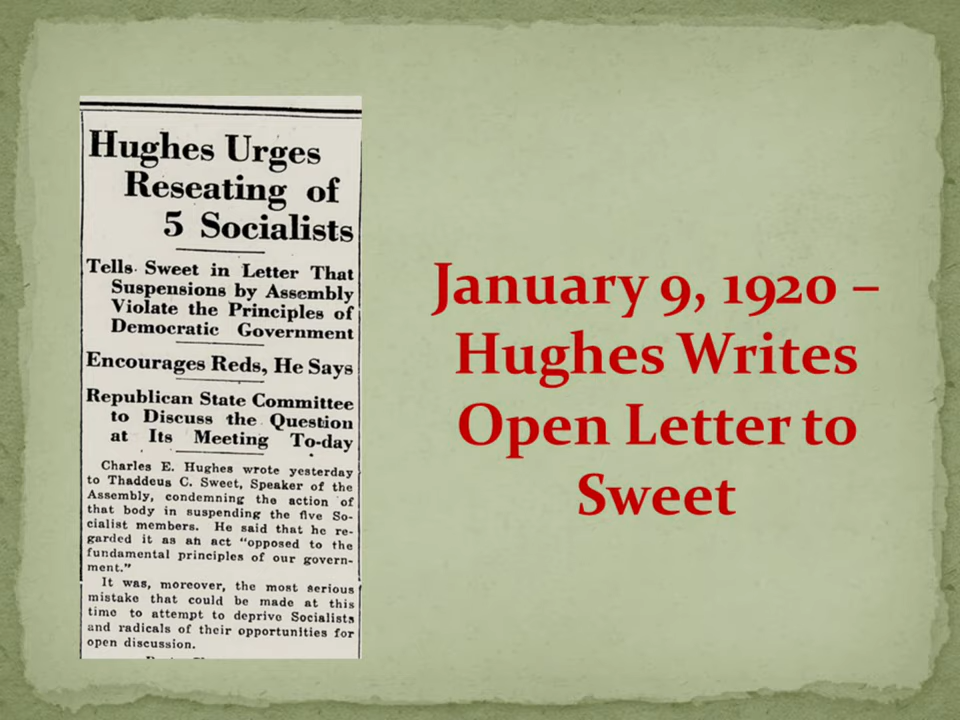 Hughes Urges
Reseating of
5 Socialists
Tells Sweet in Letter That
Suspensions by Assembly
Violate the Principles of
Democratic Government
Encourages Reds, He Says
Republican State Committee
to Discuss the Question
at Its Meeting To-day
Charles E. Hughes wrote yesterday
to Thaddeus C. Sweet, Speaker of the
Assembly, condemning the action of
that body in suspending the five So-
cialist members. He said that he re-
garded it as an act "opposed to the
fundamental principles of our govern-
ment."
It was, moreover, the most serious
mistake that could be made at this
time to attempt to deprive Socialists
and radicals of their opportunities for
open discussion.
January 9, 1920 –
Hughes Writes
Open Letter to
Sweet